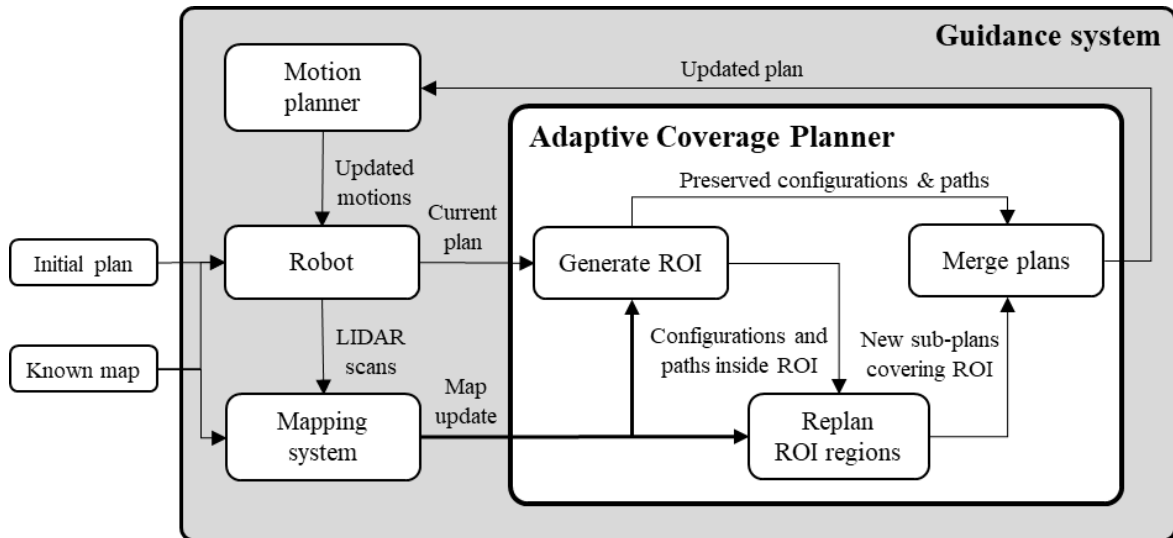 Guidance system
Motion
planner
Updated plan
Adaptive Coverage Planner
Updated
motions
Current
plan
Preserved configurations & paths
Initial plan
Robot
Generate ROI
Merge plans
Known map
LIDAR
scans
Map
update
Configurations and
paths inside ROI
New sub-plans
covering ROI
Mapping
system
Replan
ROI regions